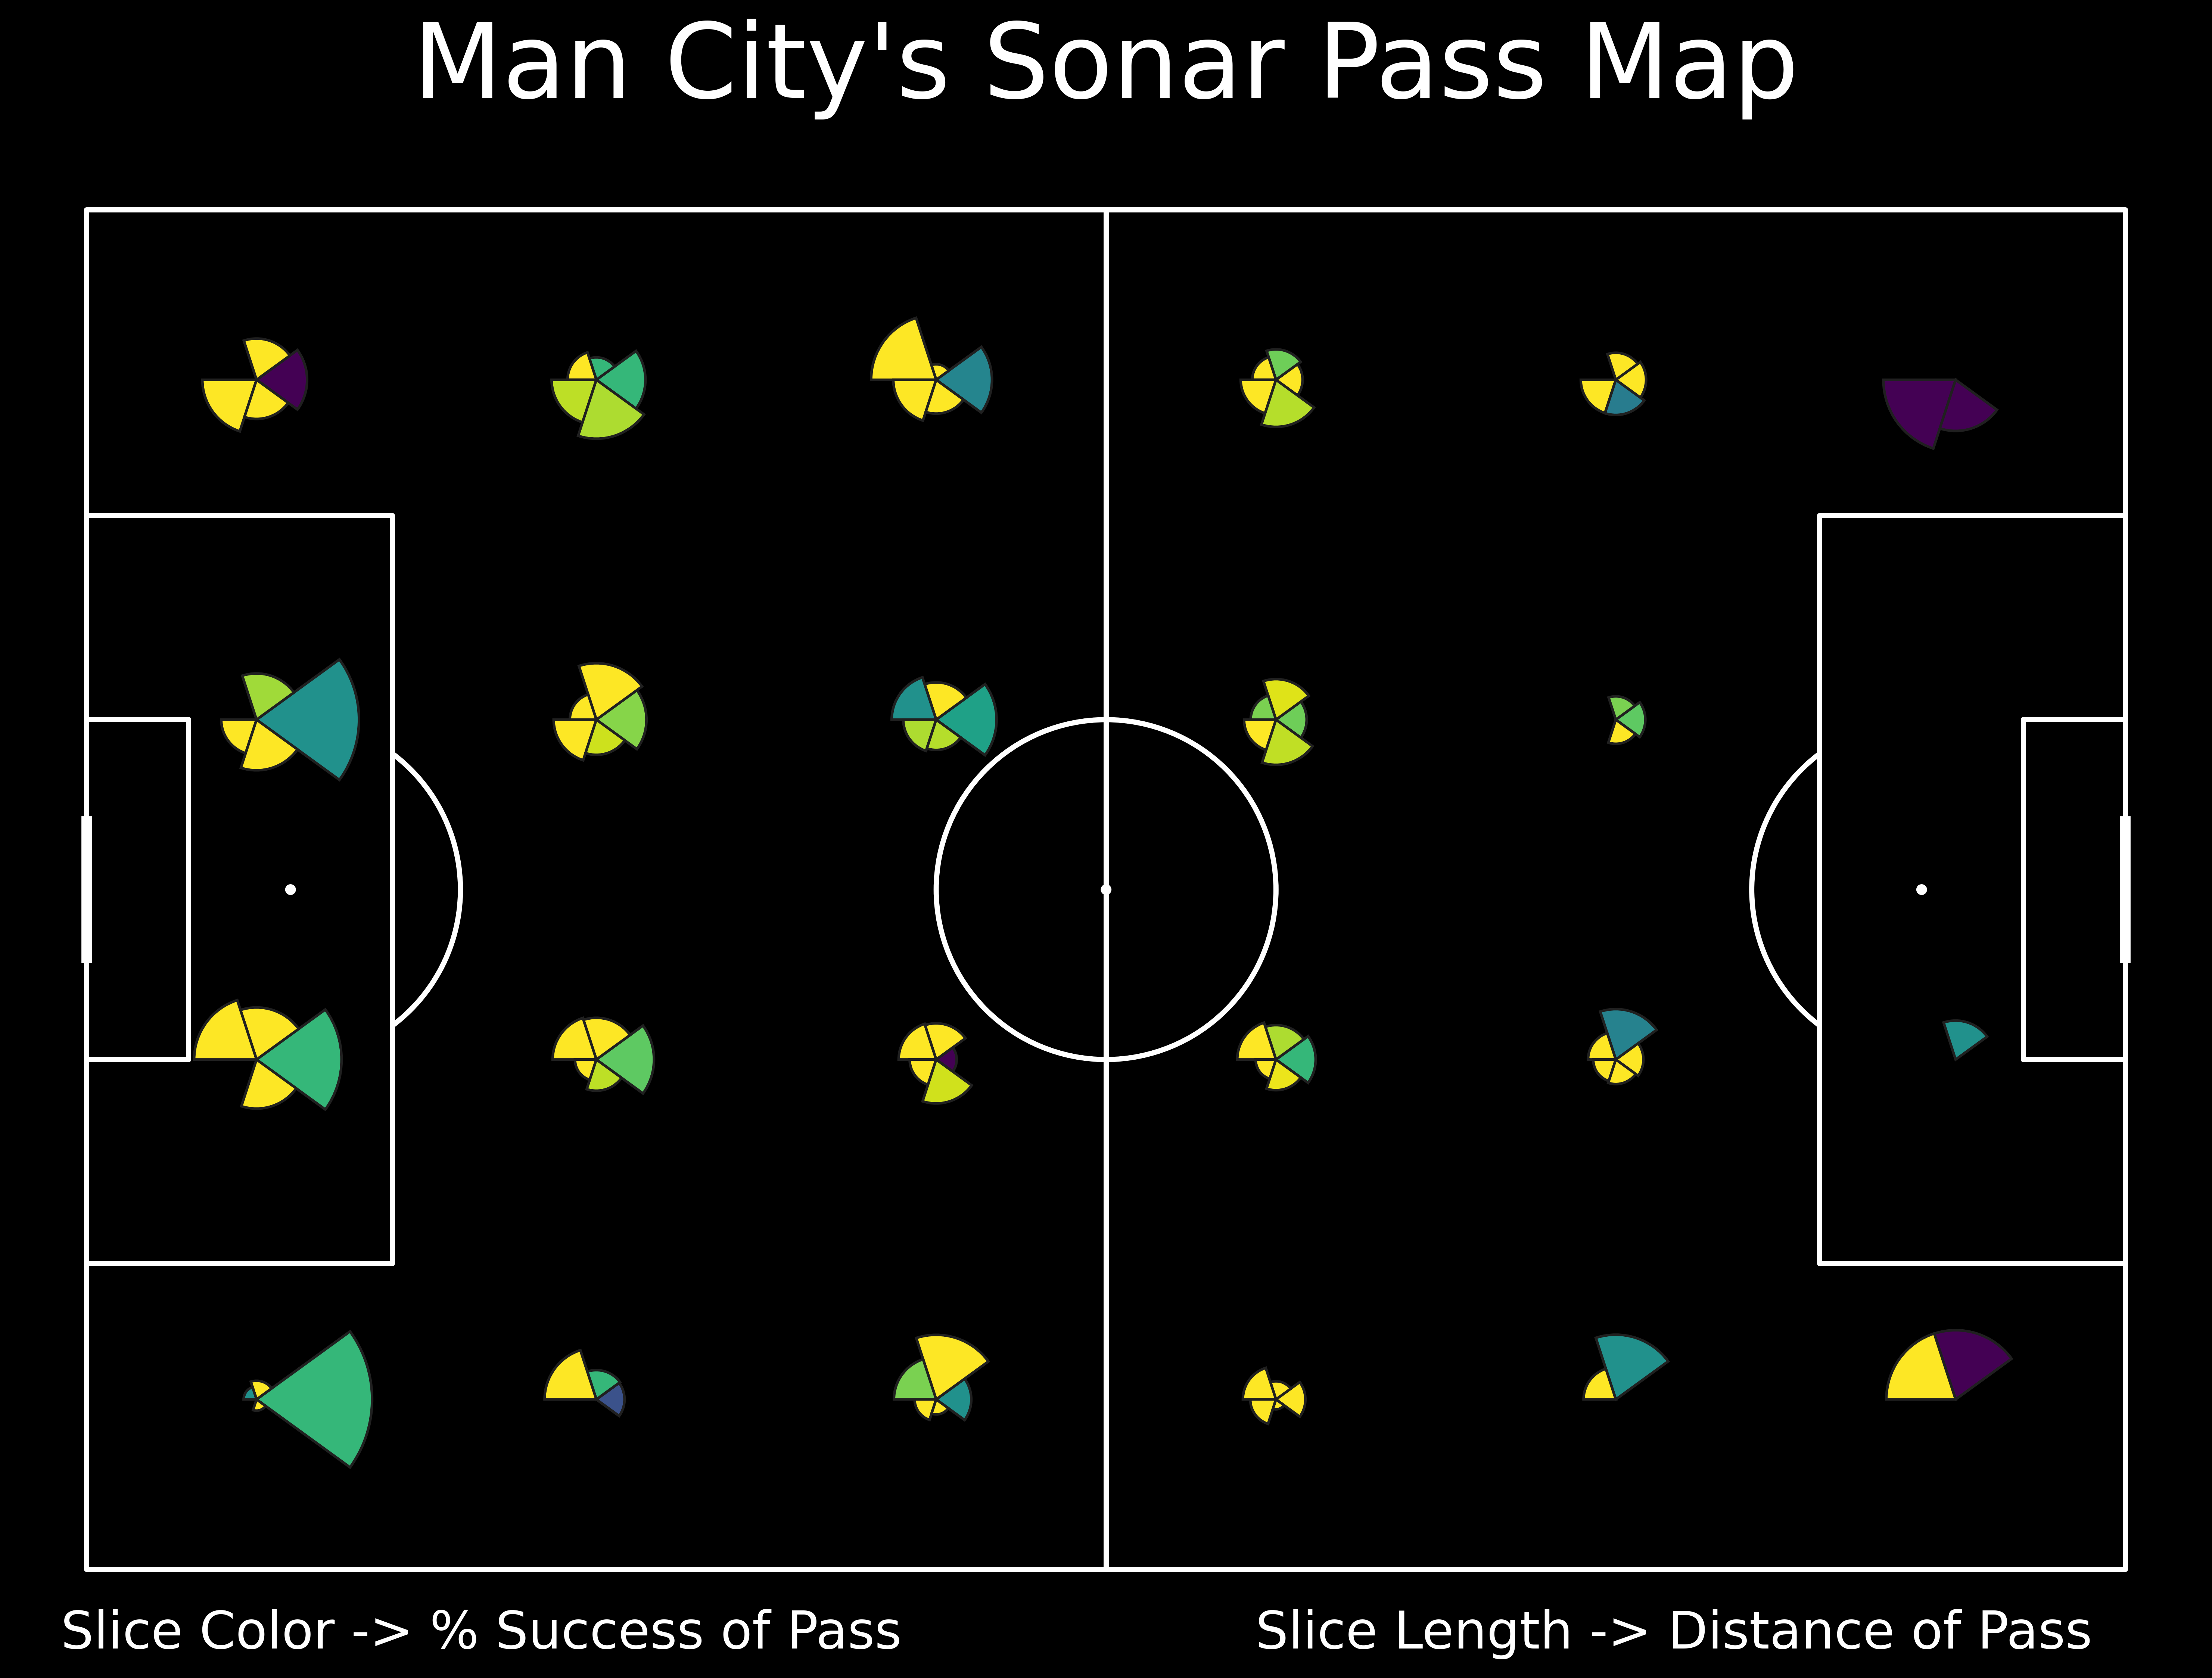 Man City's Sonar Pass Map
Slice Color -> % Success of Pass
Slice Length -> Distance of Pass